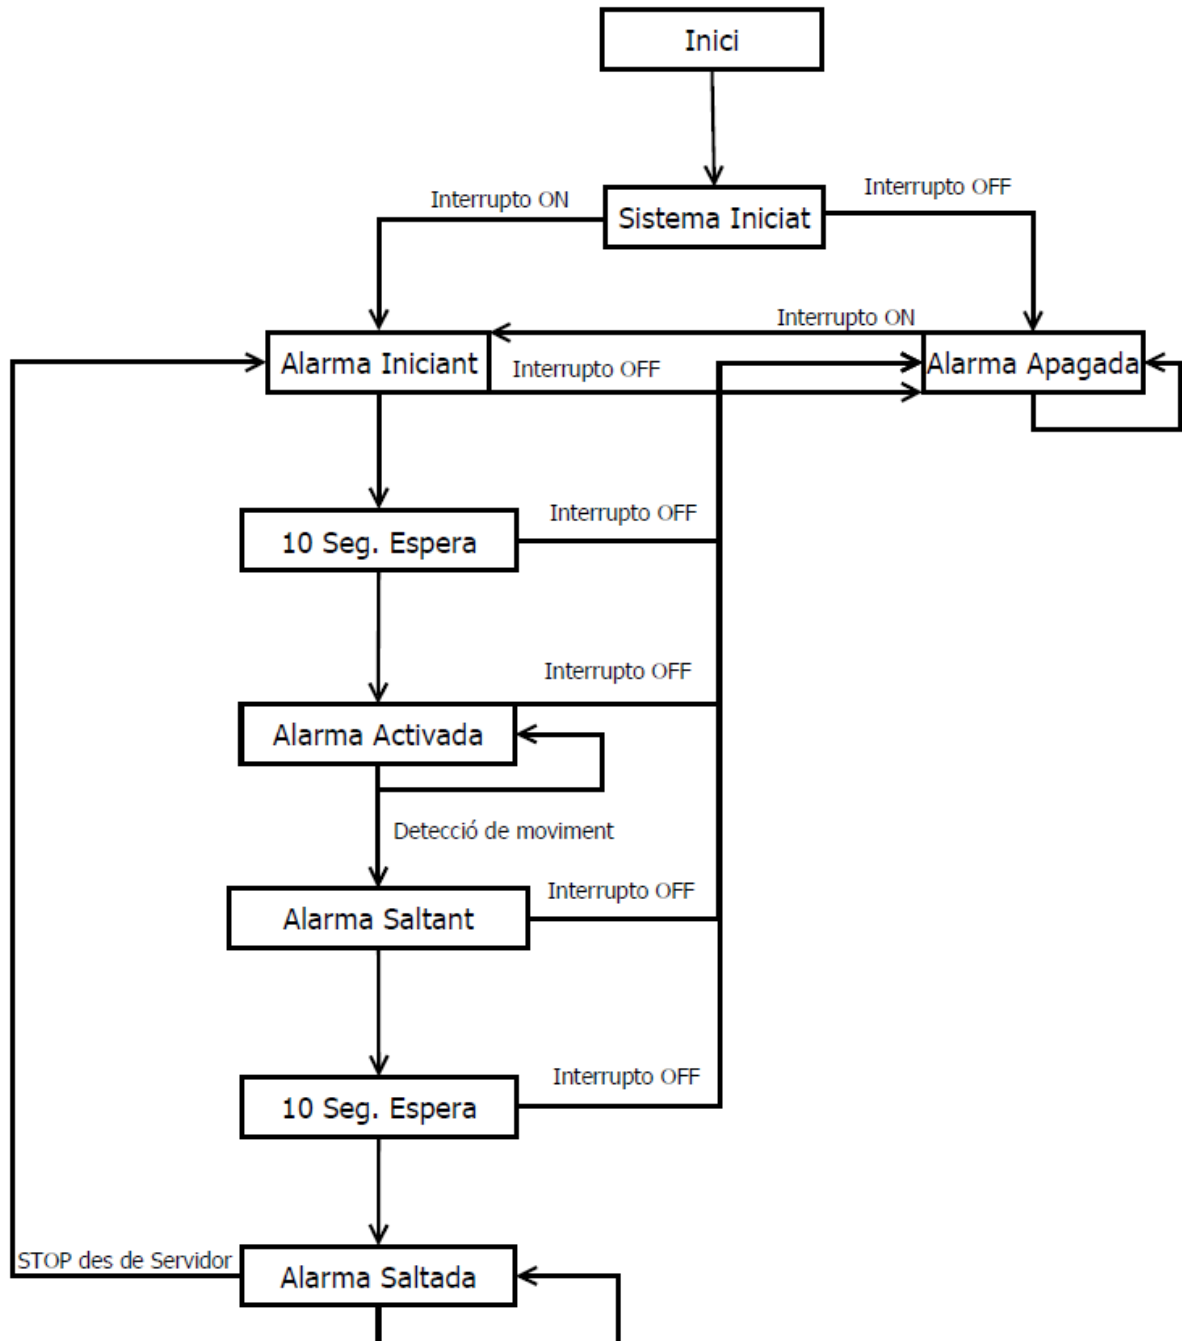 Inici
Interrupto ON
Interrupto OFF
Sistema Iniciat
Interrupto ON
Alarma Iniciant
Interrupto OFF
Alarma Apagada
Interrupto OFF
10 Seg. Espera
Interrupto OFF
Alarma Activada
Detecció de moviment
Interrupto OFF
Alarma Saltant
Interrupto OFF
10 Seg. Espera
STOP des de Servidor
Alarma Saltada